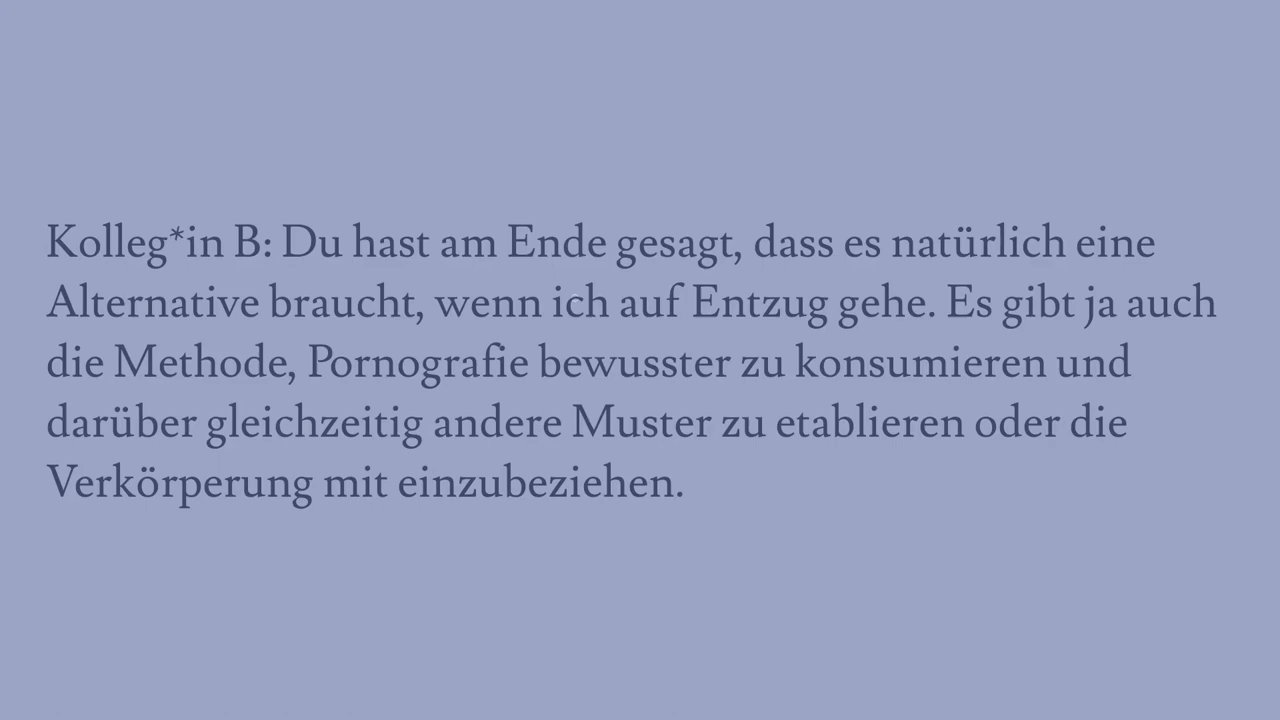 Kolleg*in B: Du hast am Ende gesagt, dass es natürlich eine
Alternative braucht, wenn ich auf Entzug gehe. Es gibt ja auch
die Methode, Pornografie bewusster zu konsumieren und
darüber gleichzeitig andere Muster zu etablieren oder die
Verkörperung mit einzubeziehen.